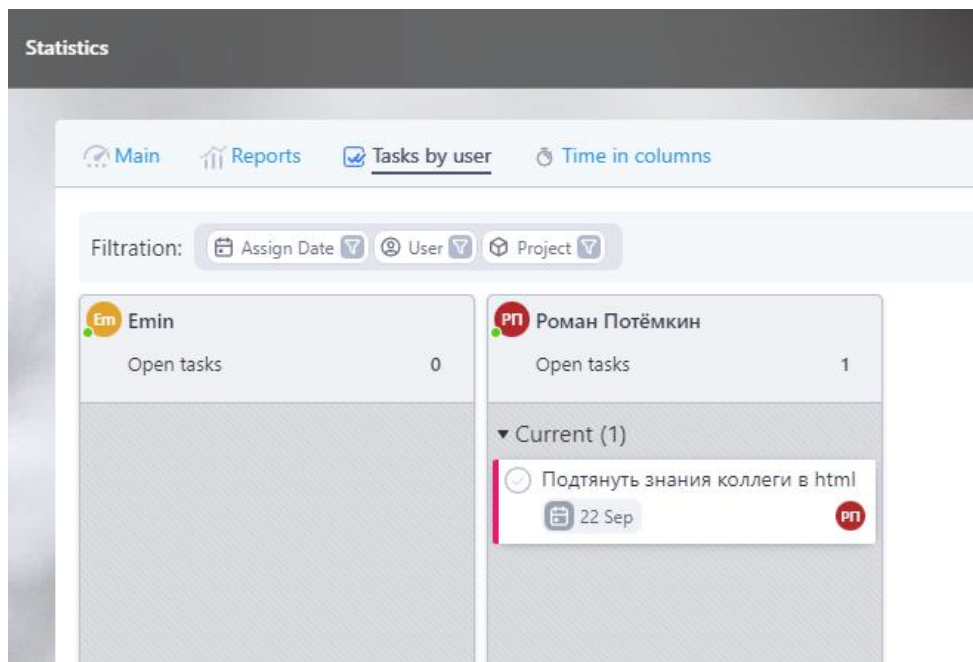 Statistics
Main Reports Tasks by user Time in columns
Filtration: Assign Date User Project
Em Emin
Open tasks 0
РП Роман Потёмкин
Open tasks 1
Current (1)
Подтянуть знания коллеги в html
22 Sep РП